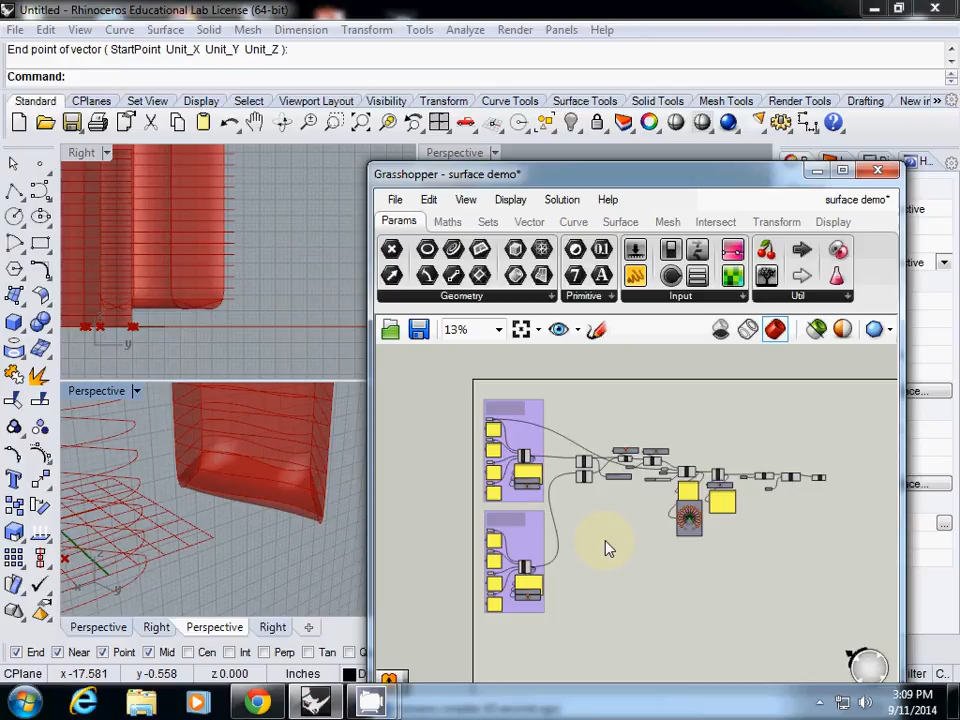 Untitled - Rhinoceros Educational Lab License (64-bit)
File Edit View Curve Surface Solid Mesh Dimension Transform Tools Analyze Render Panels Help
End point of vector ( StartPoint Unit_X Unit_Y Unit_Z ):
Command:
Standard CPlanes Set View Display Select Viewport Layout Visibility Transform Curve Tools Surface Tools Solid Tools Mesh Tools Render Tools Drafting New in »
Right
Perspective
Grasshopper - surface demo*
File Edit View Display Solution Help
surface demo*
Params Maths Sets Vector Curve Surface Mesh Intersect Transform Display
Geometry Primitive Input Util
13%
y
Perspective
x y
Perspective Right Perspective Right
End Near Point Mid Cen Int Perp Tan
CPlane x -17.581 y -0.558 z 0.000 Inches
3:09 PM
9/11/2014